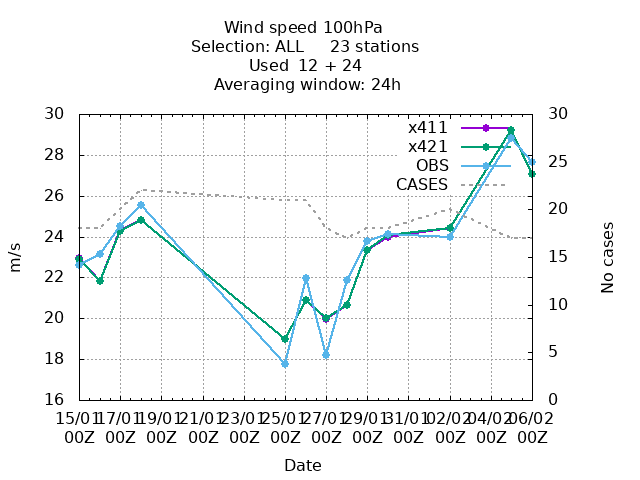 Wind speed 100hPa
Selection: ALL     23 stations
Used  12 + 24
Averaging window: 24h
x411
x421
OBS
CASES
30
28
26
24
22
20
18
16
m/s
30
25
20
15
10
5
0
No cases
15/01 17/01 19/01 21/01 23/01 25/01 27/01 29/01 31/01 02/02 04/02 06/02
00Z 00Z 00Z 00Z 00Z 00Z 00Z 00Z 00Z 00Z 00Z 00Z
Date